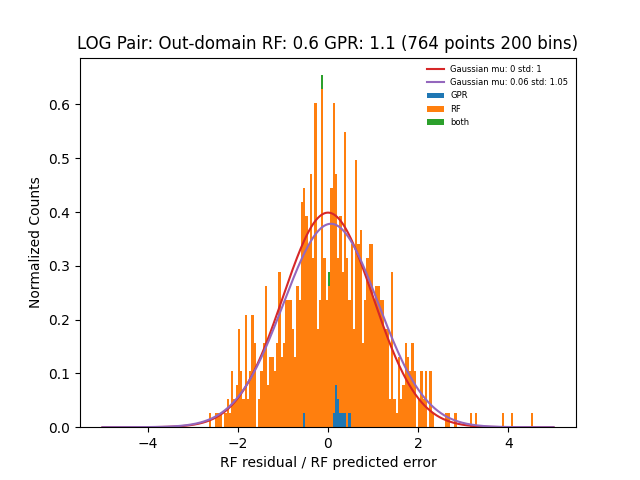 LOG Pair: Out-domain RF: 0.6 GPR: 1.1 (764 points 200 bins)
Gaussian mu: 0 std: 1
Gaussian mu: 0.06 std: 1.05
GPR
RF
both
Normalized Counts
0.6
0.5
0.4
0.3
0.2
0.1
0.0
−4 −2 0 2 4
RF residual / RF predicted error